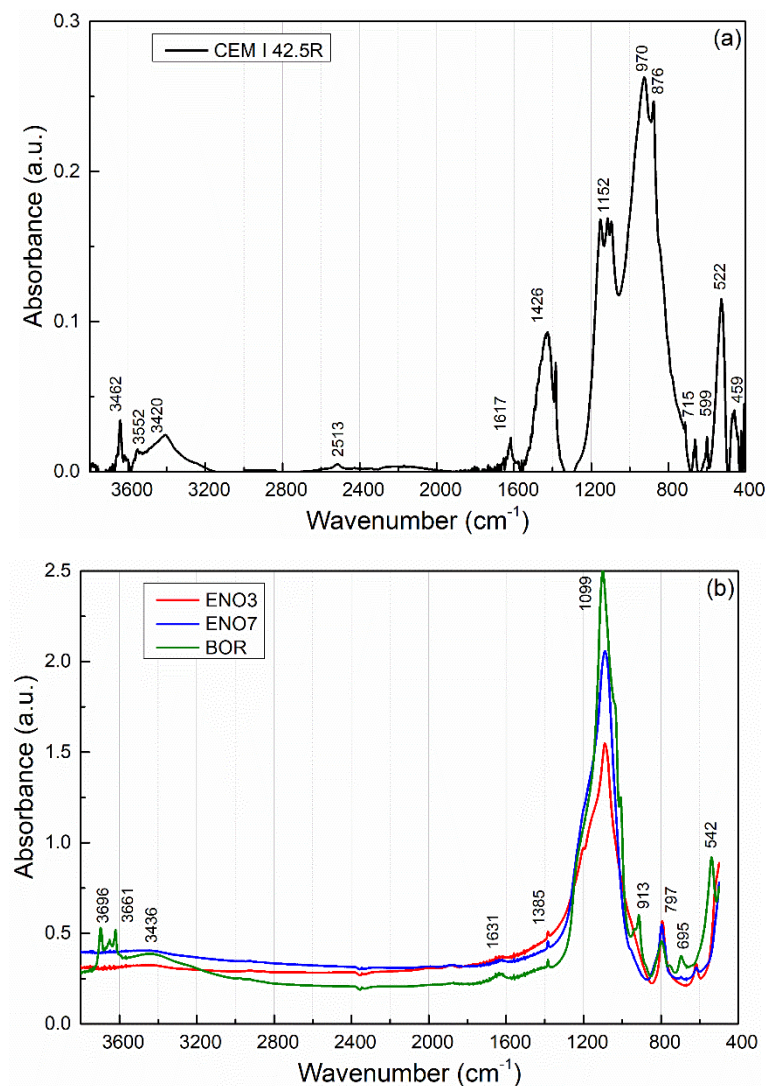 (a)
CEM I 42.5R
0.3
0.2
0.1
0.0
Absorbance (a.u.)
3462
3552
3420
2513
1617
1426
1152
970
876
715
599
522
459
3600 3200 2800 2400 2000 1600 1200 800 400
Wavenumber (cm-1)
(b)
ENO3
ENO7
BOR
2.5
2.0
1.5
1.0
0.5
0.0
Absorbance (a.u.)
3696
3661
3436
1631
1385
1099
913
797
695
542
3600 3200 2800 2400 2000 1600 1200 800 400
Wavenumber (cm-1)